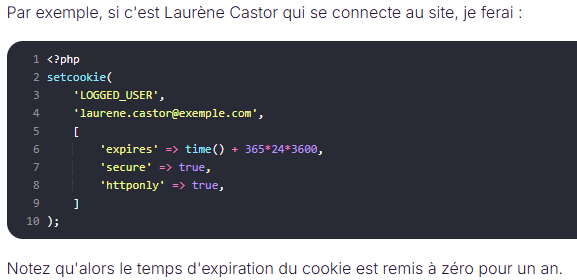 Par exemple, si c'est Laurène Castor qui se connecte au site, je ferai :
1 <?php
2 setcookie(
3     'LOGGED_USER',
4     'laurene.castor@exemple.com',
5     [
6         'expires' => time() + 365*24*3600,
7         'secure' => true,
8         'httponly' => true,
9     ]
10 );
Notez qu'alors le temps d'expiration du cookie est remis à zéro pour un an.